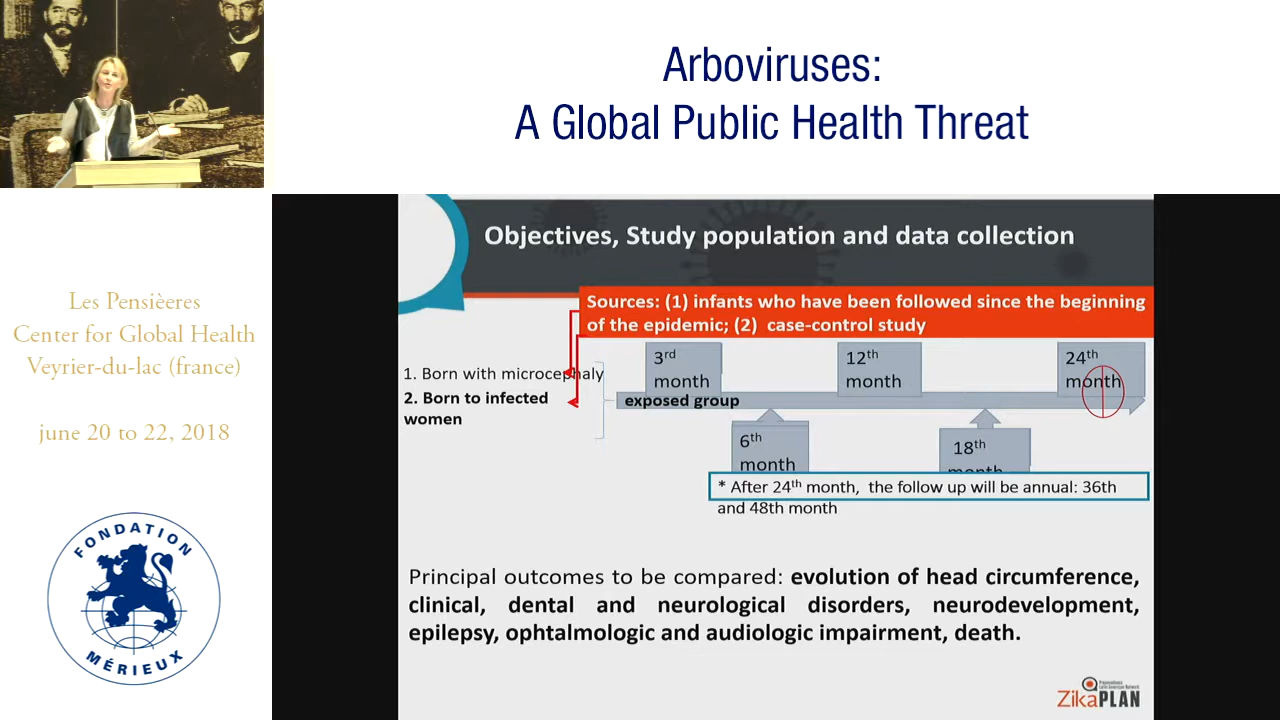 Arboviruses:
A Global Public Health Threat
Les Pensièeres
Center for Global Health
Veyrier-du-lac (france)
june 20 to 22, 2018
FONDATION
MÉRIEUX
Objectives, Study population and data collection
Sources: (1) infants who have been followed since the beginning
of the epidemic; (2) case-control study
1. Born with microcephaly
2. Born to infected
women
exposed group
3rd
month
12th
month
24th
month
6th
month
18th
month
* After 24th month, the follow up will be annual: 36th
and 48th month
Principal outcomes to be compared: evolution of head circumference,
clinical, dental and neurological disorders, neurodevelopment,
epilepsy, ophtalmologic and audiologic impairment, death.
ZikaPLAN